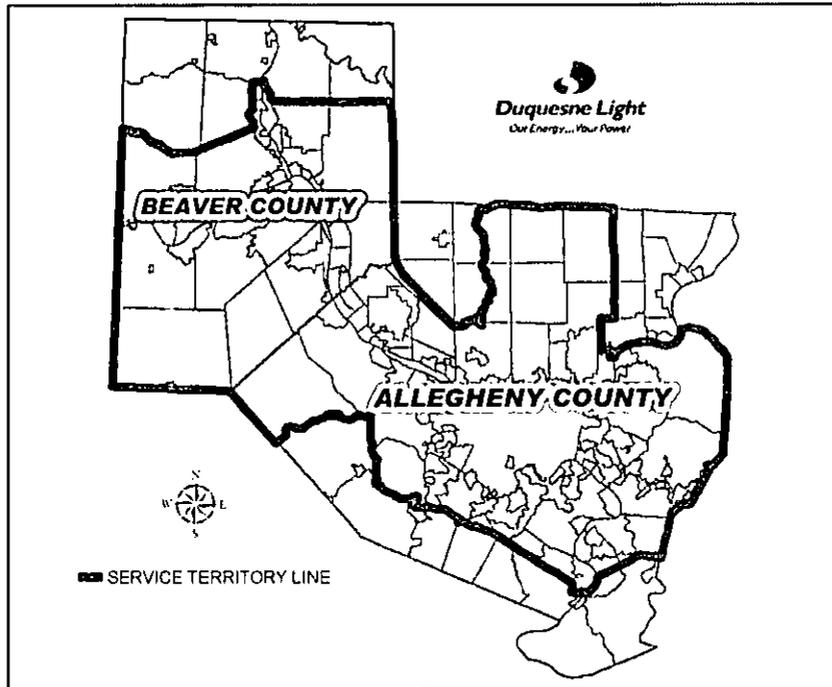 Duquesne Light
Our Energy...Your Power
BEAVER COUNTY
ALLEGHENY COUNTY
N
W E
S
SERVICE TERRITORY LINE